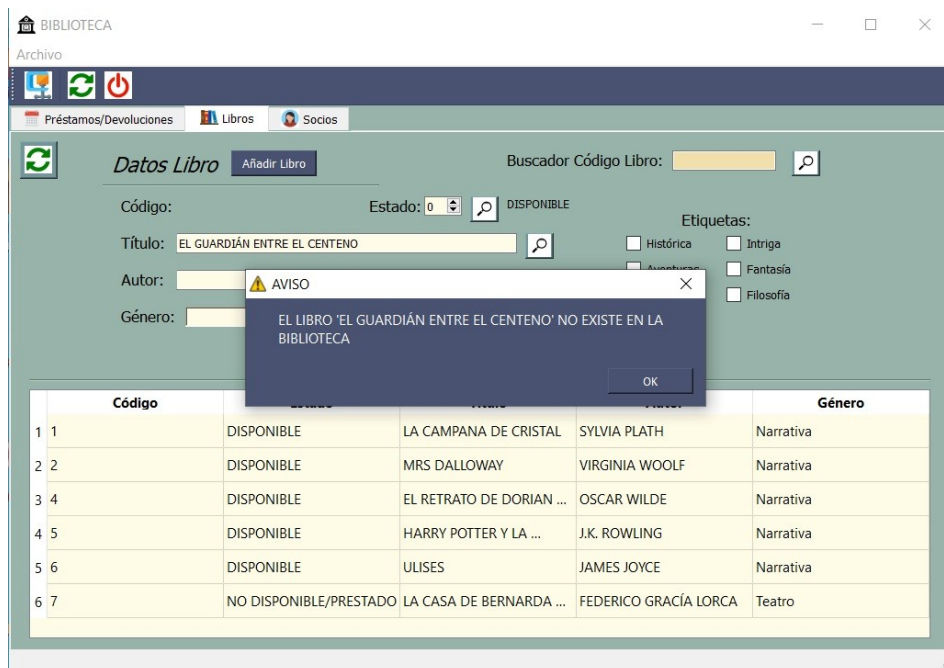 BIBLIOTECA
Archivo
Préstamos/Devoluciones Libros Socios
Datos Libro Añadir Libro Buscador Código Libro:
Código: Estado: 0 DISPONIBLE
Etiquetas:
Título: EL GUARDIÁN ENTRE EL CENTENO Histórica Intriga
Autor: Fantasía
Género: Filosofía
AVISO
EL LIBRO 'EL GUARDIÁN ENTRE EL CENTENO' NO EXISTE EN LA
BIBLIOTECA
OK
Código Género
1 1 DISPONIBLE LA CAMPANA DE CRISTAL SYLVIA PLATH Narrativa
2 2 DISPONIBLE MRS DALLOWAY VIRGINIA WOOLF Narrativa
3 4 DISPONIBLE EL RETRATO DE DORIAN ... OSCAR WILDE Narrativa
4 5 DISPONIBLE HARRY POTTER Y LA ... J.K. ROWLING Narrativa
5 6 DISPONIBLE ULISES JAMES JOYCE Narrativa
6 7 NO DISPONIBLE/PRESTADO LA CASA DE BERNARDA ... FEDERICO GRACÍA LORCA Teatro